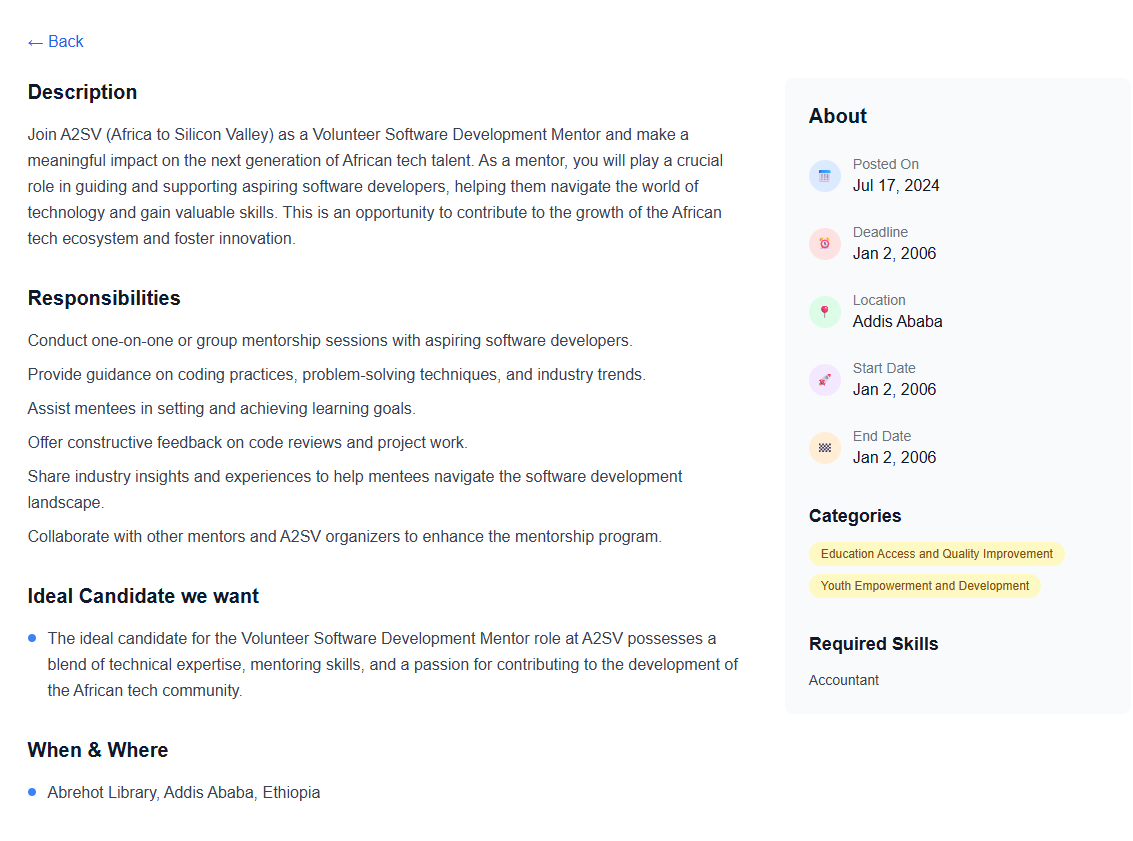 ← Back
Description
Join A2SV (Africa to Silicon Valley) as a Volunteer Software Development Mentor and make a
meaningful impact on the next generation of African tech talent. As a mentor, you will play a crucial
role in guiding and supporting aspiring software developers, helping them navigate the world of
technology and gain valuable skills. This is an opportunity to contribute to the growth of the African
tech ecosystem and foster innovation.
Responsibilities
Conduct one-on-one or group mentorship sessions with aspiring software developers.
Provide guidance on coding practices, problem-solving techniques, and industry trends.
Assist mentees in setting and achieving learning goals.
Offer constructive feedback on code reviews and project work.
Share industry insights and experiences to help mentees navigate the software development
landscape.
Collaborate with other mentors and A2SV organizers to enhance the mentorship program.
Ideal Candidate we want
The ideal candidate for the Volunteer Software Development Mentor role at A2SV possesses a
blend of technical expertise, mentoring skills, and a passion for contributing to the development of
the African tech community.
When & Where
Abrehot Library, Addis Ababa, Ethiopia
About
Posted On
Jul 17, 2024
Deadline
Jan 2, 2006
Location
Addis Ababa
Start Date
Jan 2, 2006
End Date
Jan 2, 2006
Categories
Education Access and Quality Improvement
Youth Empowerment and Development
Required Skills
Accountant